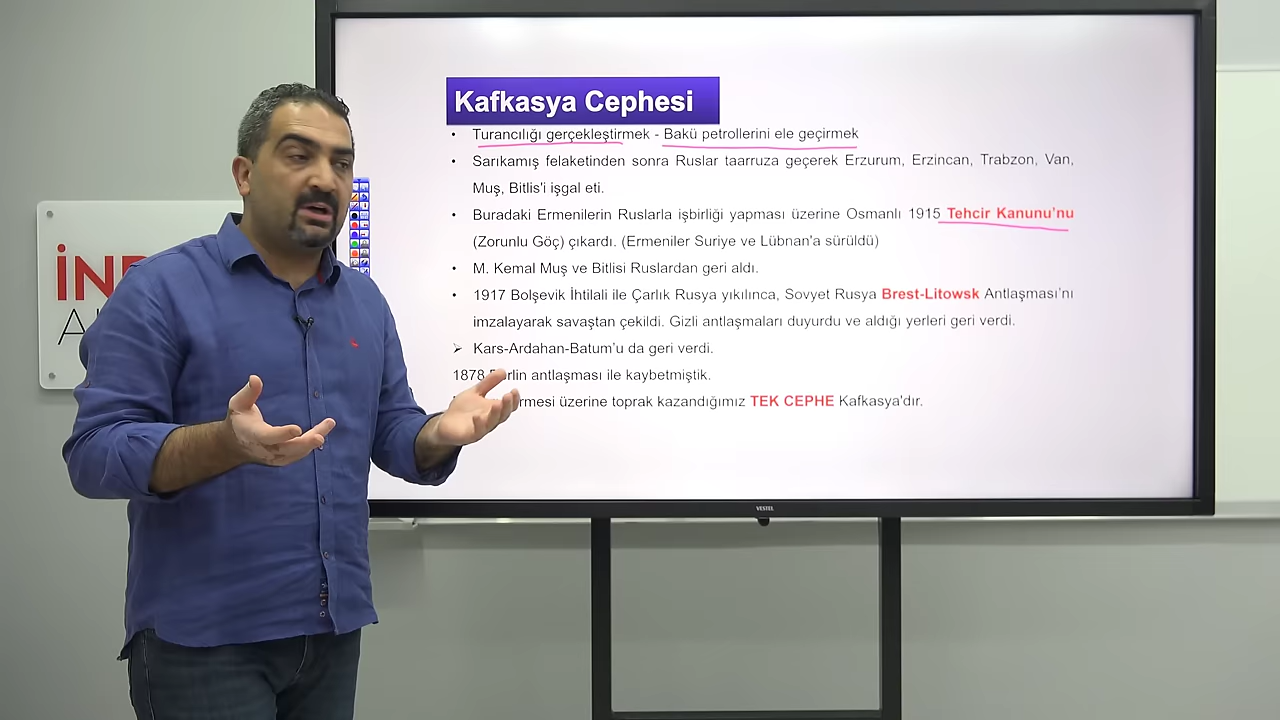 Kafkasya Cephesi
• Turancılığı gerçekleştirmek - Bakü petrollerini ele geçirmek
• Sarıkamış felaketinden sonra Ruslar taarruza geçerek Erzurum, Erzincan, Trabzon, Van,
Muş, Bitlis'i işgal eti.
• Buradaki Ermenilerin Ruslarla işbirliği yapması üzerine Osmanlı 1915 Tehcir Kanunu'nu
(Zorunlu Göç) çıkardı. (Ermeniler Suriye ve Lübnan'a sürüldü)
• M. Kemal Muş ve Bitlisi Ruslardan geri aldı.
• 1917 Bolşevik İhtilali ile Çarlık Rusya yıkılınca, Sovyet Rusya Brest-Litowsk Antlaşması'nı
imzalayarak savaştan çekildi. Gizli antlaşmaları duyurdu ve aldığı yerleri geri verdi.
➢ Kars-Ardahan-Batum'u da geri verdi.
1878 antlaşması ile kaybetmiştik.
üzerine toprak kazandığımız TEK CEPHE Kafkasya'dır.
VESTEL